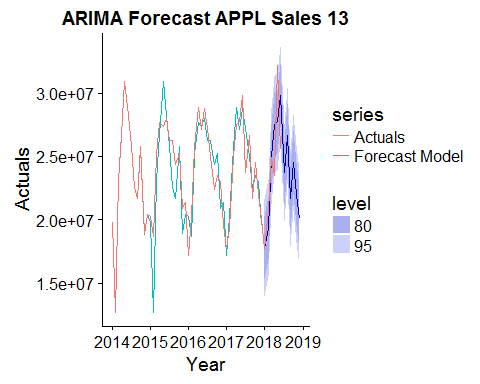 ARIMA Forecast APPL Sales 13
3.0e+07
2.5e+07
2.0e+07
1.5e+07
Actuals
2014 2015 2016 2017 2018 2019
Year
series
Actuals
Forecast Model
level
80
95